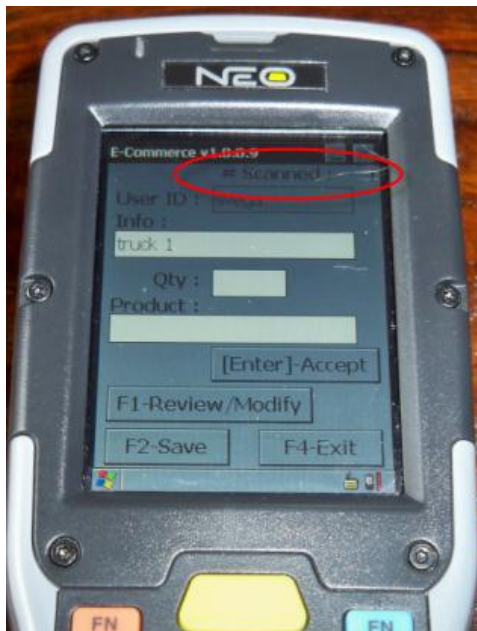 NEO
E-Commerce v1.0.0.9
# Scanned : 1
User ID :
Info :
truck 1
Qty :
Product :
[Enter]-Accept
F1-Review/Modify
F2-Save F4-Exit
FN FN